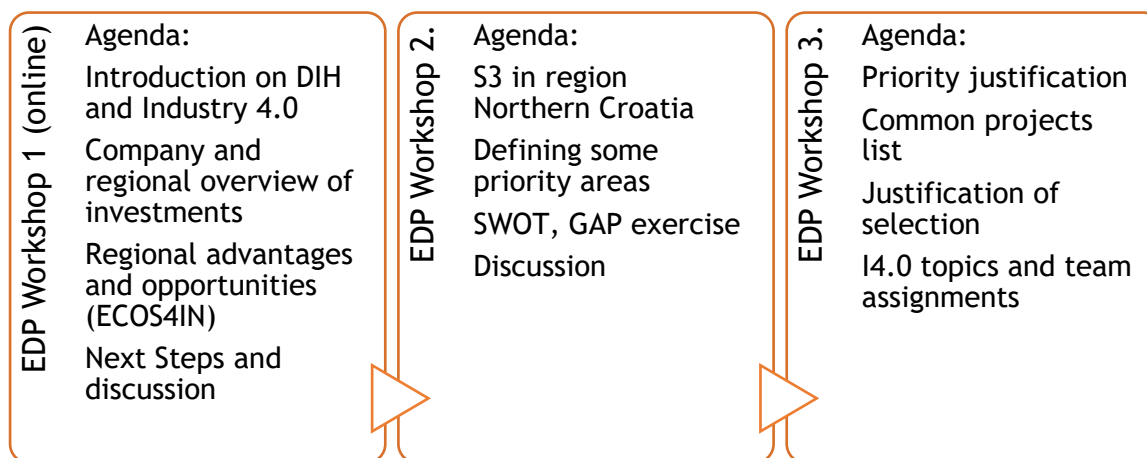 EDP Workshop 1 (online)
Agenda:
Introduction on DIH
and Industry 4.0
Company and
regional overview of
investments
Regional advantages
and opportunities
(ECOS4IN)
Next Steps and
discussion
EDP Workshop 2.
Agenda:
S3 in region
Northern Croatia
Defining some
priority areas
SWOT, GAP exercise
Discussion
EDP Workshop 3.
Agenda:
Priority justification
Common projects
list
Justification of
selection
I4.0 topics and team
assignments